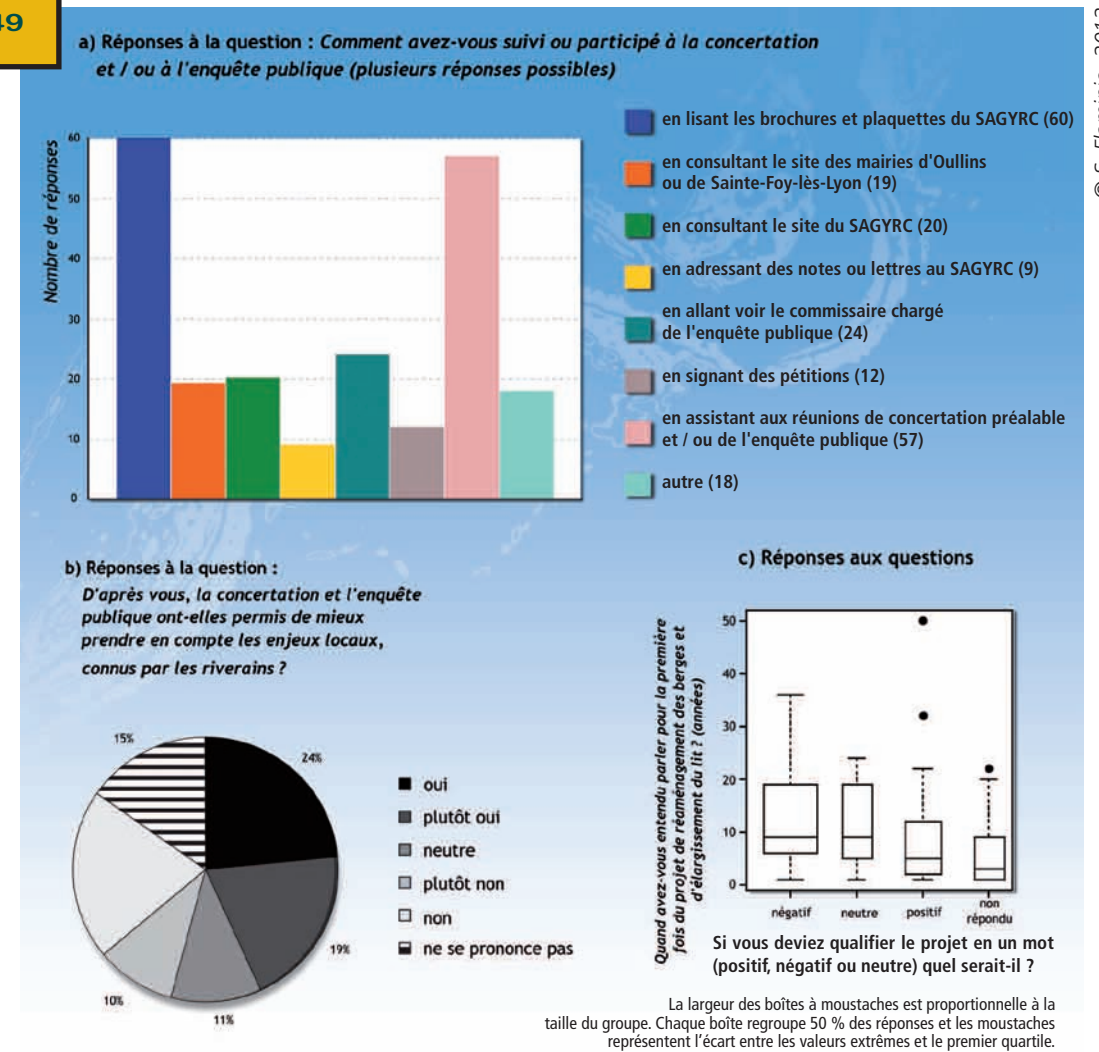 49
a) Réponses à la question : Comment avez-vous suivi ou participé à la concertation
et / ou à l'enquête publique (plusieurs réponses possibles)
Nombre de réponses
60
50
40
30
20
10
0
en lisant les brochures et plaquettes du SAGYRC (60)
en consultant le site des mairies d'Oullins
ou de Sainte-Foy-lès-Lyon (19)
en consultant le site du SAGYRC (20)
en adressant des notes ou lettres au SAGYRC (9)
en allant voir le commissaire chargé
de l'enquête publique (24)
en signant des pétitions (12)
en assistant aux réunions de concertation préalable
et / ou de l'enquête publique (57)
autre (18)
b) Réponses à la question :
D'après vous, la concertation et l'enquête
publique ont-elles permis de mieux
prendre en compte les enjeux locaux,
connus par les riverains ?
15%
24%
19%
11%
10%
oui
plutôt oui
neutre
plutôt non
non
ne se prononce pas
c) Réponses aux questions
Quand avez-vous entendu parler pour la première
fois du projet de réaménagement des berges et
d'élargissement du lit ? (années)
50
40
30
20
10
0
négatif
neutre
positif
non
répondu
Si vous deviez qualifier le projet en un mot
(positif, négatif ou neutre) quel serait-il ?
La largeur des boîtes à moustaches est proportionnelle à la
taille du groupe. Chaque boîte regroupe 50 % des réponses et les moustaches
représentent l'écart entre les valeurs extrêmes et le premier quartile.